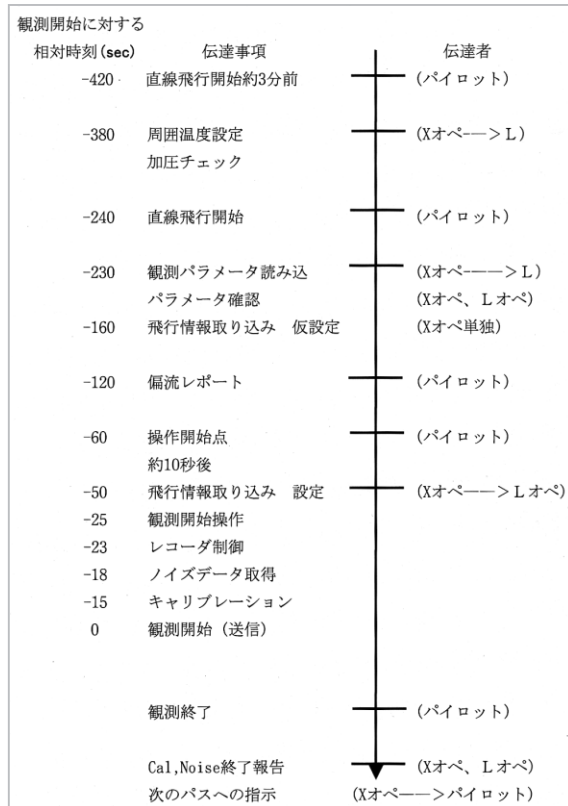 観測開始に対する
相対時刻(sec) 伝達事項 伝達者
-420 直線飛行開始約3分前 (パイロット)
-380 周囲温度設定 (Xオペ-―>L)
加圧チェック
-240 直線飛行開始 (パイロット)
-230 観測パラメータ読み込 (Xオペ-――>L)
パラメータ確認 (Xオペ、Lオペ)
-160 飛行情報取り込み 仮設定 (Xオペ単独)
-120 偏流レポート (パイロット)
-60 操作開始点 (パイロット)
約10秒後
-50 飛行情報取り込み 設定 (Xオペ――>Lオペ)
-25 観測開始操作
-23 レコーダ制御
-18 ノイズデータ取得
-15 キャリブレーション
0 観測開始(送信)
観測終了 (パイロット)
Cal,Noise終了報告 (Xオペ、Lオペ)
次のパスへの指示 (Xオペ――>パイロット)